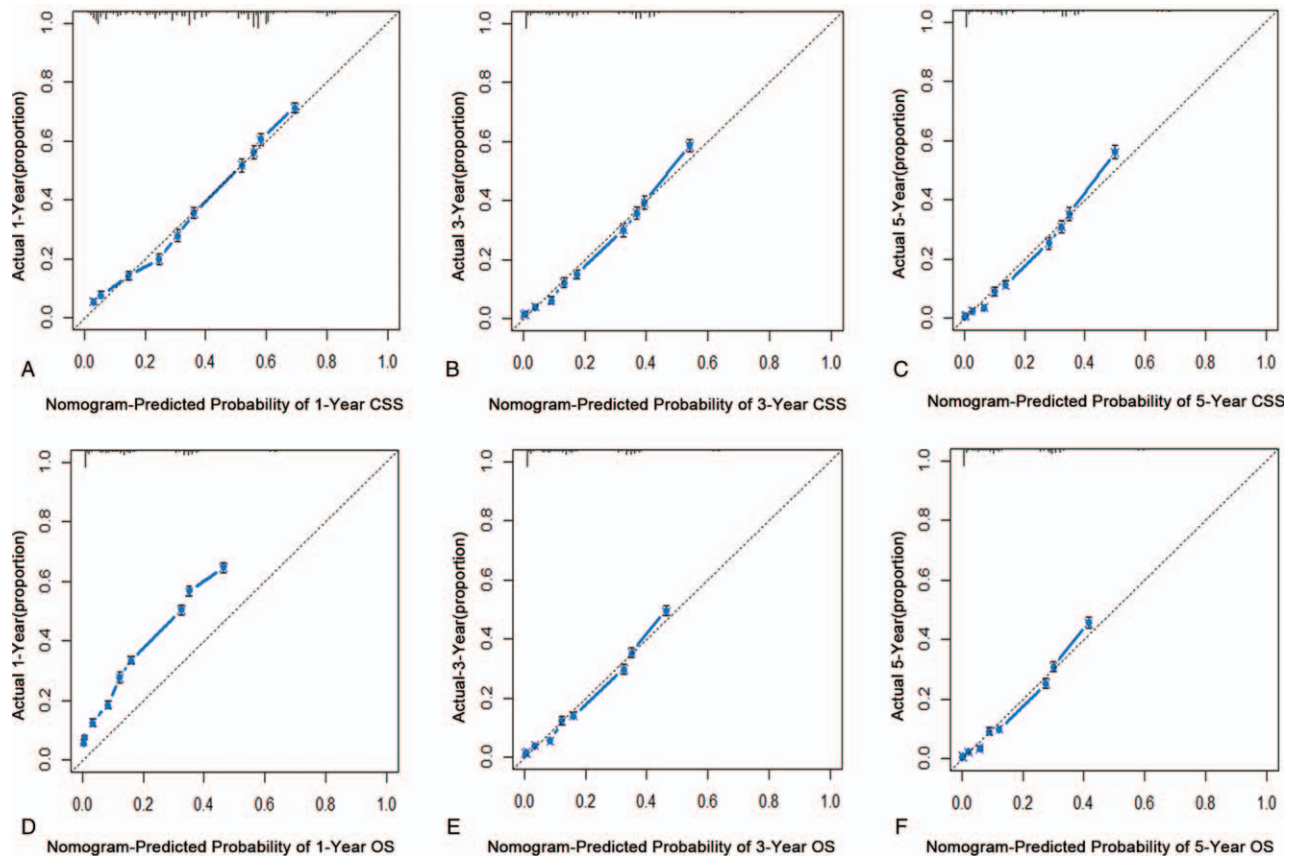 1.0
0.8
0.6
0.4
0.2
0.0
Actual 1-Year(proportion)
0.0 0.2 0.4 0.6 0.8 1.0
A
Nomogram-Predicted Probability of 1-Year CSS
1.0
0.8
0.6
0.4
0.2
0.0
Actual 3-Year(proportion)
0.0 0.2 0.4 0.6 0.8 1.0
B
Nomogram-Predicted Probability of 3-Year CSS
1.0
0.8
0.6
0.4
0.2
0.0
Actual 5-Year(proportion)
0.0 0.2 0.4 0.6 0.8 1.0
C
Nomogram-Predicted Probability of 5-Year CSS
1.0
0.8
0.6
0.4
0.2
0.0
Actual 1-Year(proportion)
0.0 0.2 0.4 0.6 0.8 1.0
D
Nomogram-Predicted Probability of 1-Year OS
1.0
0.8
0.6
0.4
0.2
0.0
Actual-3-Year(proportion)
0.0 0.2 0.4 0.6 0.8 1.0
E
Nomogram-Predicted Probability of 3-Year OS
1.0
0.8
0.6
0.4
0.2
0.0
Actual 5-Year(proportion)
0.0 0.2 0.4 0.6 0.8 1.0
F
Nomogram-Predicted Probability of 5-Year OS